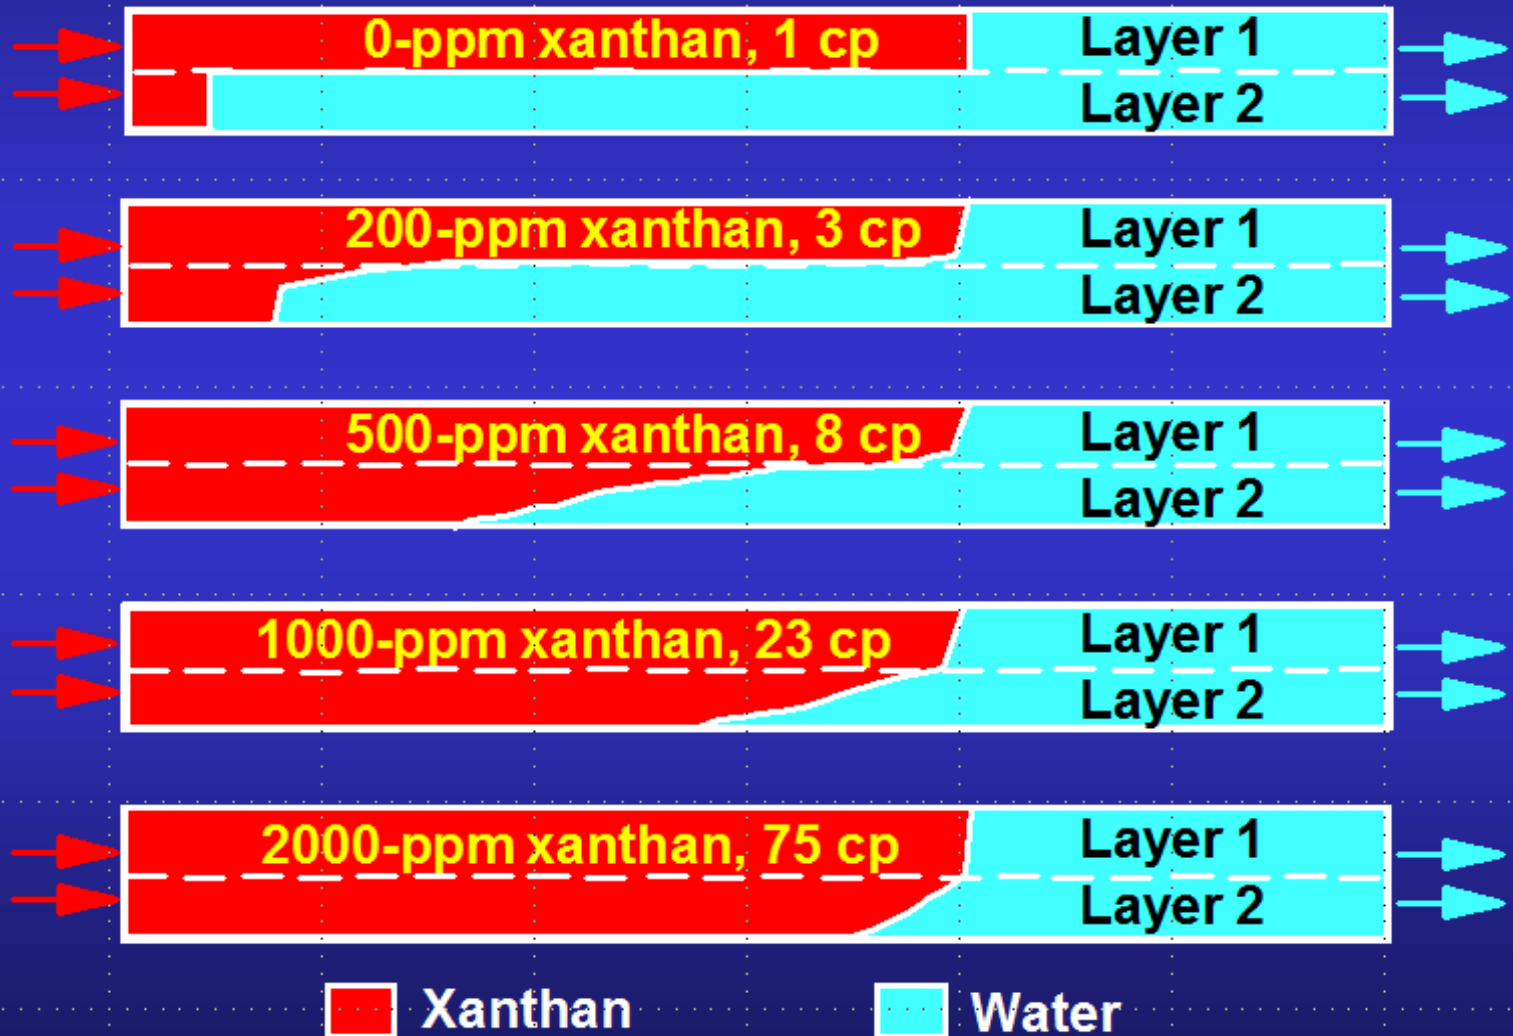 0-ppm xanthan, 1 cp
Layer 1
Layer 2
200-ppm xanthan, 3 cp
Layer 1
Layer 2
500-ppm xanthan, 8 cp
Layer 1
Layer 2
1000-ppm xanthan, 23 cp
Layer 1
Layer 2
2000-ppm xanthan, 75 cp
Layer 1
Layer 2
Xanthan
Water